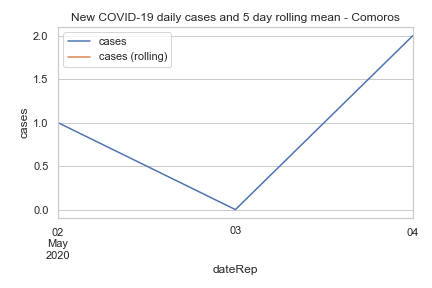 New COVID-19 daily cases and 5 day rolling mean - Comoros
cases
cases (rolling)
cases
2.0
1.5
1.0
0.5
0.0
02
May
2020
03
04
dateRep